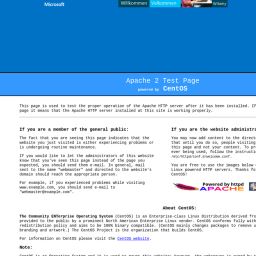 Microsoft
Willkommen
Välkommen
Apache 2 Test Page
powered by CentOS
This page is used to test the proper operation of the Apache HTTP server after it has been installed. If
page it means that the Apache HTTP server installed at this site is working properly.
If you are a member of the general public:
The fact that you are seeing this page indicates that the
website you just visited is either experiencing problems or
is undergoing routine maintenance.
If you would like to let the administrators of this website
know that you've seen this page instead of the page you
expected, you should send them e-mail. In general, mail
sent to the name "webmaster" and directed to the website's
domain should reach the appropriate person.
For example, if you experienced problems while visiting
www.example.com, you should send e-mail to
"webmaster@example.com".
If you are the website administrator
You may now add content to the direct
that until you do so, people visiting
this page and not your content. To pr
ever being used, follow the instructio
/etc/httpd/conf.d/welcome.conf.
You are free to use the images below
Linux powered HTTP servers. Thanks for
CentOS!
Powered by httpd
APACHE
About CentOS:
The Community ENTerprise Operating System (CentOS) is an Enterprise-class Linux Distribution derived fro
provided to the public by a prominent North American Enterprise Linux vendor. CentOS conforms fully with
redistribution policy and aims to be 100% binary compatible. (CentOS mainly changes packages to remove u
branding and artwork.) The CentOS Project is the organization that builds CentOS.
For information on CentOS please visit the CentOS website.
Note: